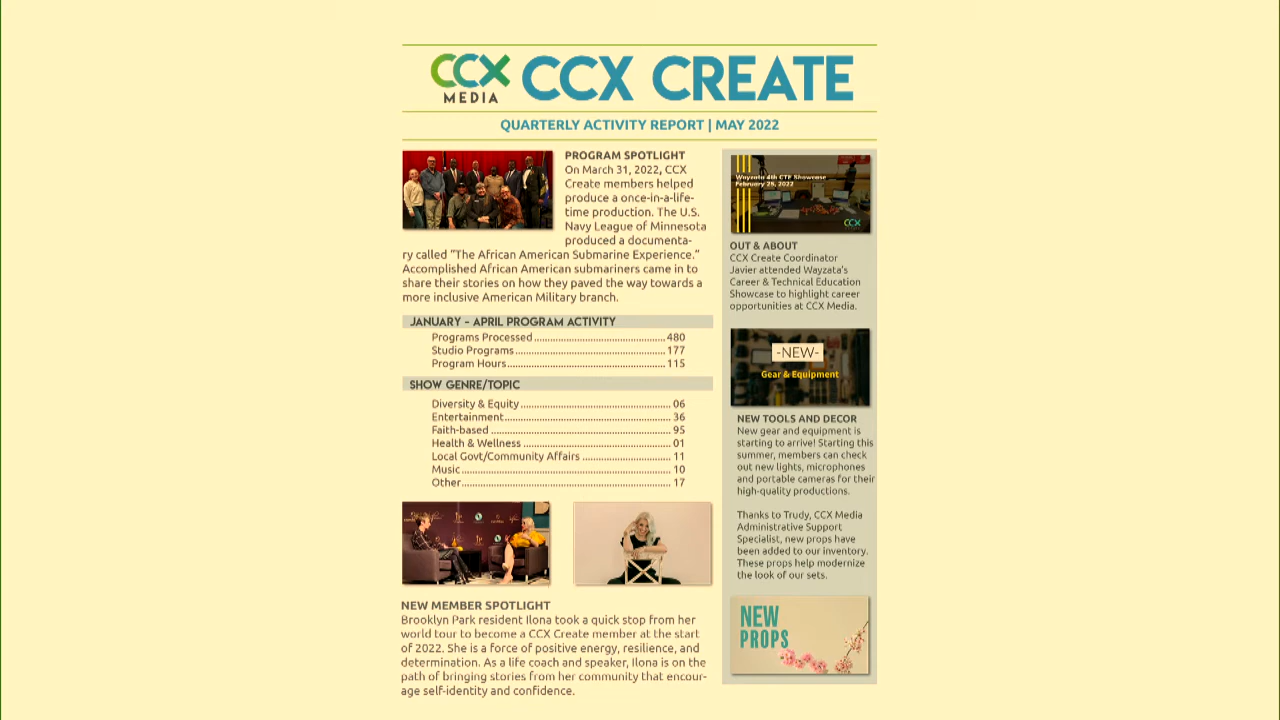 CCX
MEDIA
CCX CREATE
QUARTERLY ACTIVITY REPORT | MAY 2022
PROGRAM SPOTLIGHT
On March 31, 2022, CCX
Create members helped
produce a once-in-a-life-
time production. The U.S.
Navy League of Minnesota
produced a documenta-
ry called "The African American Submarine Experience."
Accomplished African American submariners came in to
share their stories on how they paved the way towards a
more inclusive American Military branch.
JANUARY - APRIL PROGRAM ACTIVITY
Programs Processed 480
Studio Programs 177
Program Hours 115
SHOW GENRE/TOPIC
Diversity & Equity 06
Entertainment 36
Faith-based 95
Health & Wellness 01
Local Govt/Community Affairs 11
Music 10
Other 17
NEW MEMBER SPOTLIGHT
Brooklyn Park resident Ilona took a quick stop from her
world tour to become a CCX Create member at the start
of 2022. She is a force of positive energy, resilience, and
determination. As a life coach and speaker, Ilona is on the
path of bringing stories from her community that encour-
age self-identity and confidence.
Wayzata 4th CTE Showcase
February 25, 2022
CCX
OUT & ABOUT
CCX Create Coordinator
Javier attended Wayzata's
Career & Technical Education
Showcase to highlight career
opportunities at CCX Media.
-NEW-
Gear & Equipment
NEW TOOLS AND DECOR
New gear and equipment is
starting to arrive! Starting this
summer, members can check
out new lights, microphones
and portable cameras for their
high-quality productions.
Thanks to Trudy, CCX Media
Administrative Support
Specialist, new props have
been added to our inventory.
These props help modernize
the look of our sets.
NEW
PROPS